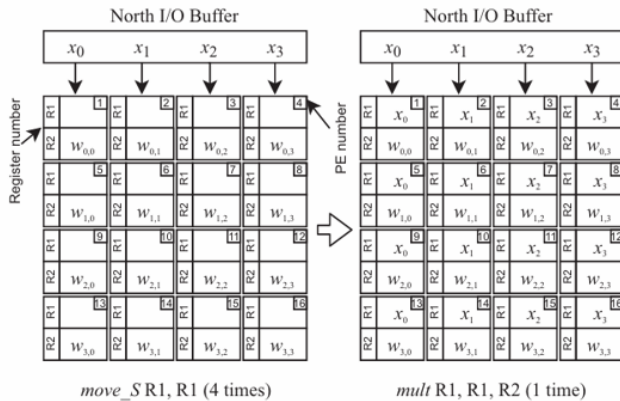 North I/O Buffer North I/O Buffer
x0 x1 x2 x3 x0 x1 x2 x3
Register number
PE number
R1 1 R1 2 R1 3 R1 4 R1 x0 1 R1 x1 2 R1 x2 3 R1 x3 4
R2 w0,0 R2 w0,1 R2 w0,2 R2 w0,3 R2 w0,0 R2 w0,1 R2 w0,2 R2 w0,3
R1 5 R1 6 R1 7 R1 8 R1 x0 5 R1 x1 6 R1 x2 7 R1 x3 8
R2 w1,0 R2 w1,1 R2 w1,2 R2 w1,3 R2 w1,0 R2 w1,1 R2 w1,2 R2 w1,3
R1 9 R1 10 R1 11 R1 12 R1 x0 9 R1 x1 10 R1 x2 11 R1 x3 12
R2 w2,0 R2 w2,1 R2 w2,2 R2 w2,3 R2 w2,0 R2 w2,1 R2 w2,2 R2 w2,3
R1 13 R1 14 R1 15 R1 16 R1 x0 13 R1 x1 14 R1 x2 15 R1 x3 16
R2 w3,0 R2 w3,1 R2 w3,2 R2 w3,3 R2 w3,0 R2 w3,1 R2 w3,2 R2 w3,3
move_S R1, R1 (4 times) mult R1, R1, R2 (1 time)